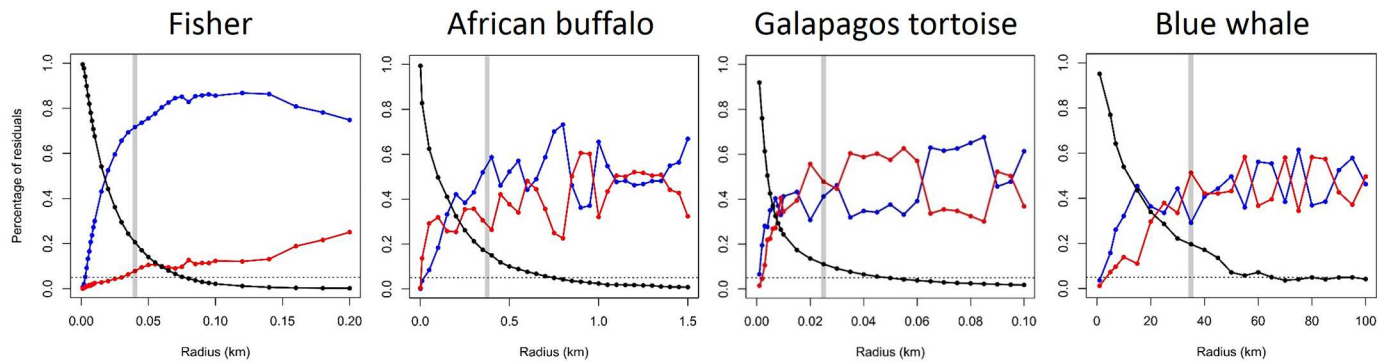 Fisher
African buffalo
Galapagos tortoise
Blue whale
Percentage of residuals
1.0
0.8
0.6
0.4
0.2
0.0
0.00 0.05 0.10 0.15 0.20
Radius (km)
1.0
0.8
0.6
0.4
0.2
0.0
0.0 0.5 1.0 1.5
Radius (km)
1.0
0.8
0.6
0.4
0.2
0.0
0.00 0.02 0.04 0.06 0.08 0.10
Radius (km)
1.0
0.8
0.6
0.4
0.2
0.0
0 20 40 60 80 100
Radius (km)